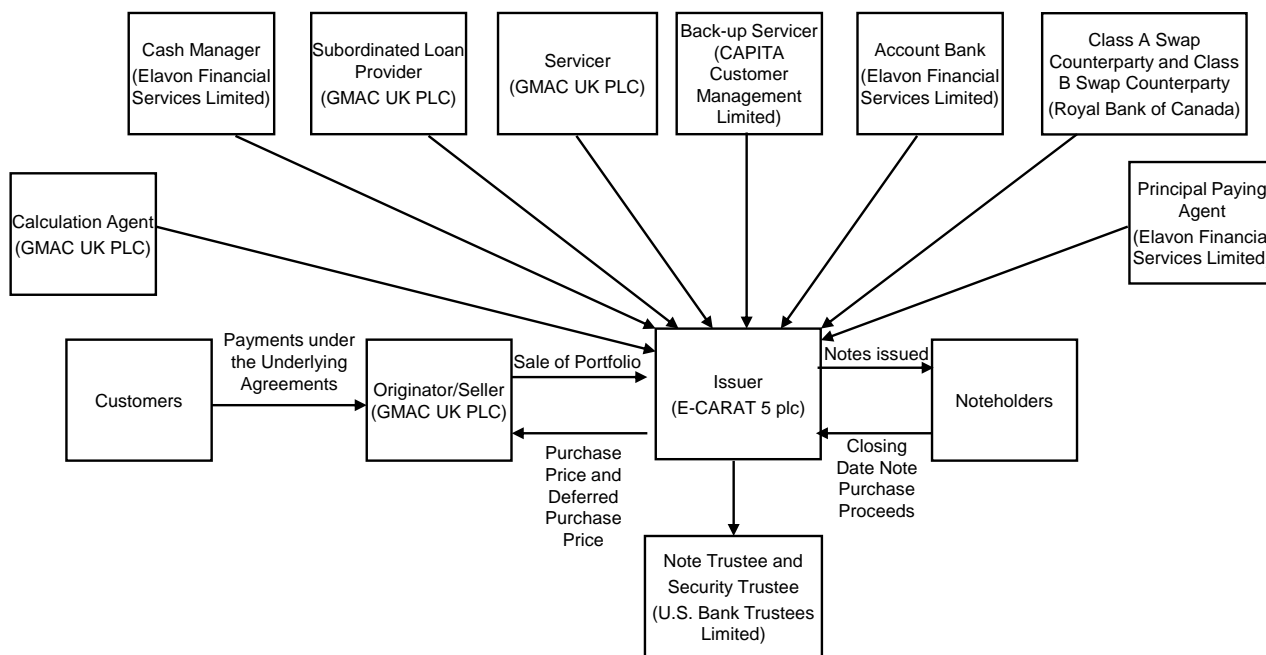 Cash Manager
(Elavon Financial
Services Limited)
Subordinated Loan
Provider
(GMAC UK PLC)
Servicer
(GMAC UK PLC)
Back-up Servicer
(CAPITA
Customer
Management
Limited)
Account Bank
(Elavon Financial
Services Limited)
Class A Swap
Counterparty and Class
B Swap Counterparty
(Royal Bank of Canada)
Calculation Agent
(GMAC UK PLC)
Principal Paying
Agent
(Elavon Financial
Services Limited
Customers
Payments under
the Underlying
Agreements
Originator/Seller
(GMAC UK PLC)
Sale of Portfolio
Purchase
Price and
Deferred
Purchase
Price
Issuer
(E-CARAT 5 plc)
Notes issued
Closing
Date Note
Purchase
Proceeds
Noteholders
Note Trustee and
Security Trustee
(U.S. Bank Trustees
Limited)